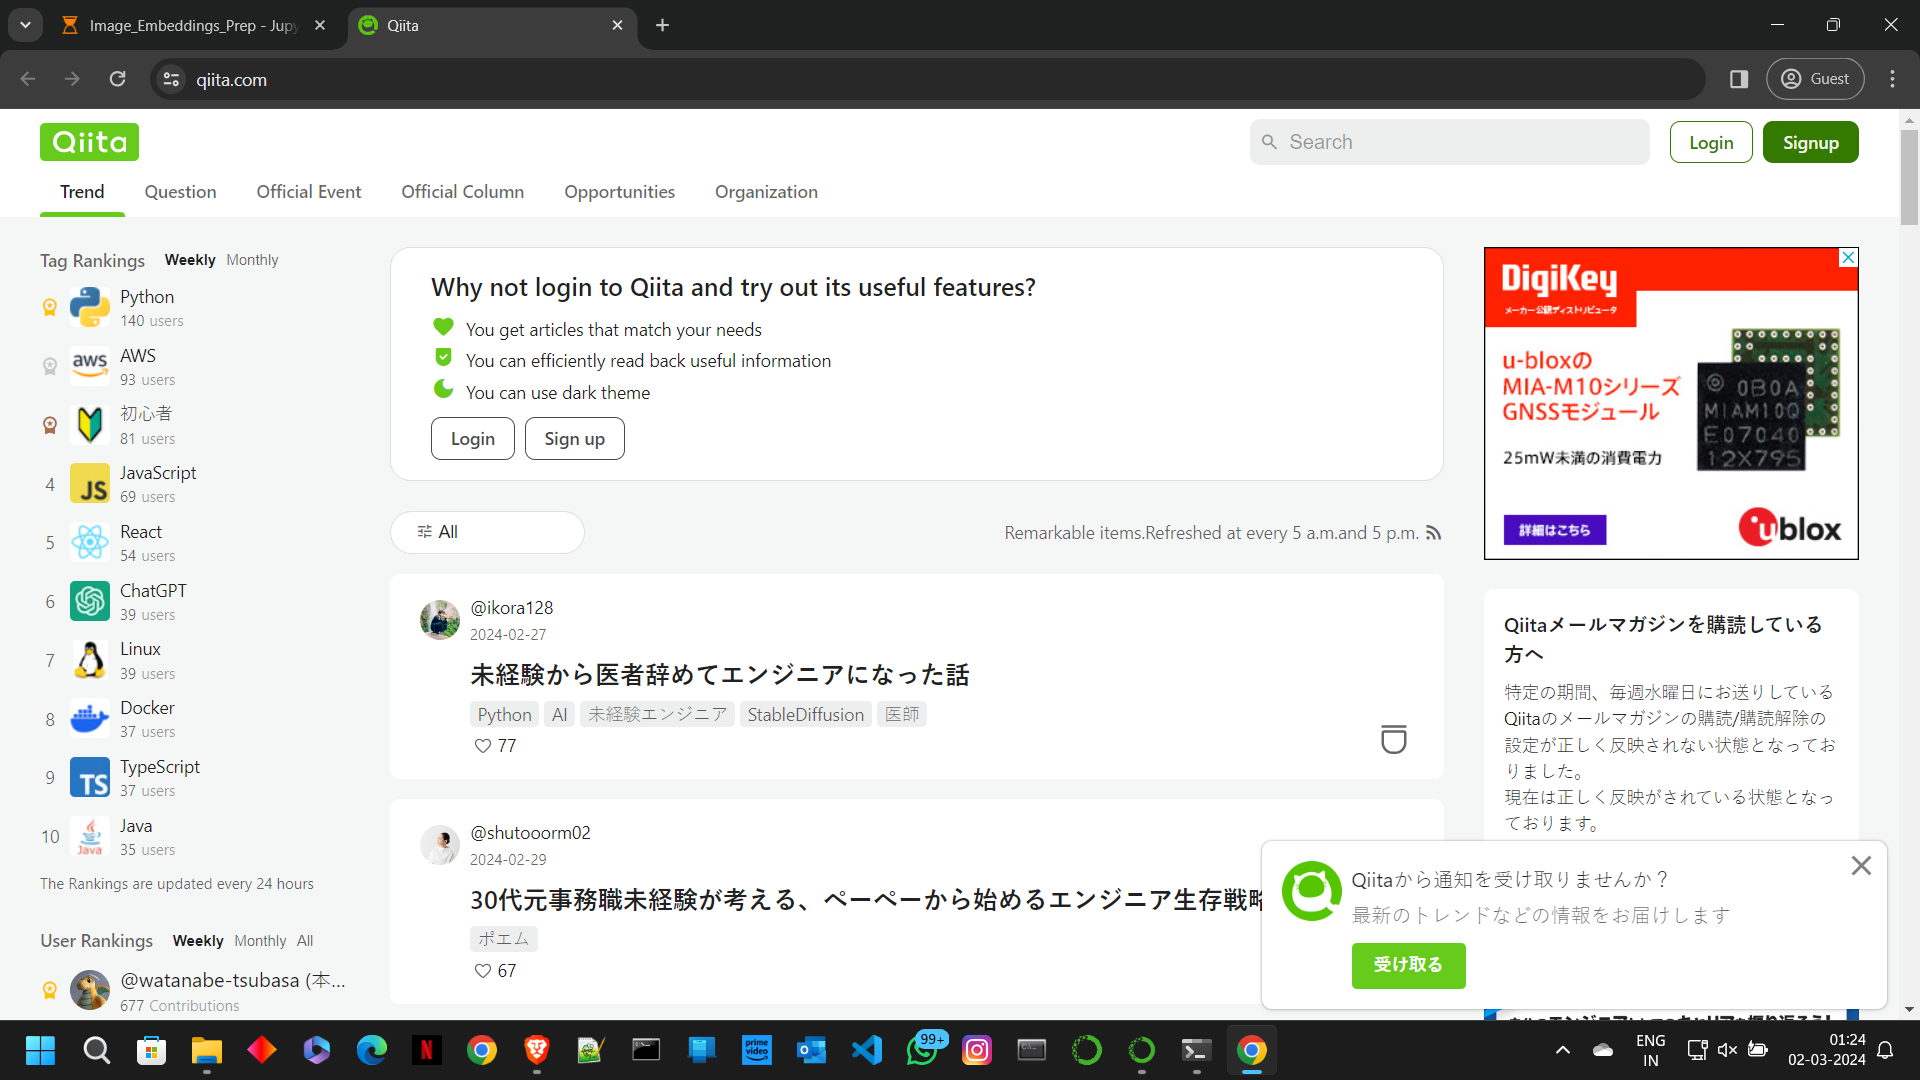 Image_Embeddings_Prep - Jupy
Qiita
qiita.com
Guest
Qiita
Search
Login
Signup
Trend
Question
Official Event
Official Column
Opportunities
Organization
Tag Rankings
Weekly
Monthly
Python
140 users
AWS
93 users
初心者
81 users
4
JavaScript
69 users
5
React
54 users
6
ChatGPT
39 users
7
Linux
39 users
8
Docker
37 users
9
TypeScript
37 users
10
Java
35 users
The Rankings are updated every 24 hours
User Rankings
Weekly
Monthly
All
@watanabe-tsubasa (本...
677 Contributions
Why not login to Qiita and try out its useful features?
You get articles that match your needs
You can efficiently read back useful information
You can use dark theme
Login
Sign up
All
Remarkable items.Refreshed at every 5 a.m.and 5 p.m.
@ikora128
2024-02-27
未経験から医者辞めてエンジニアになった話
Python
AI
未経験エンジニア
StableDiffusion
医師
77
@shutooorm02
2024-02-29
30代元事務職未経験が考える、ペーペーから始めるエンジニア生存戦略
ポエム
67
DigiKey
メーカー公認ディストリビュータ
u-bloxの
MIA-M10シリーズ
GNSSモジュール
25mW未満の消費電力
0B0A
MIAM10Q
E07040
12X795
詳細はこちら
ublox
Qiitaメールマガジンを購読している
方へ
特定の期間、毎週水曜日にお送りしている
Qiitaのメールマガジンの購読/購読解除の
設定が正しく反映されない状態となってお
りました。
現在は正しく反映がされている状態となっ
ております。
Qiitaから通知を受け取りませんか？
最新のトレンドなどの情報をお届けします
受け取る
99+
ENG
IN
01:24
02-03-2024